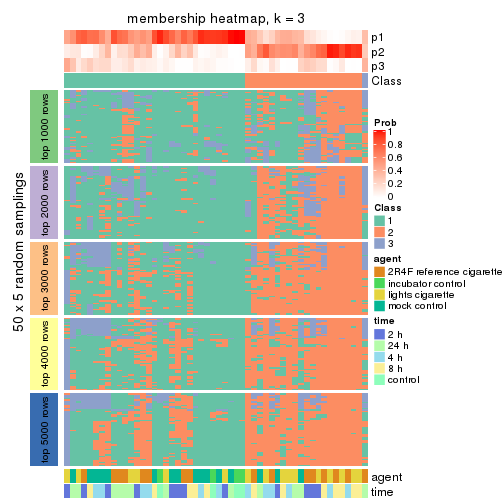 membership heatmap, k = 3
p1
p2
p3
Class
50 x 5 random samplings
top 1000 rows
top 2000 rows
top 3000 rows
top 4000 rows
top 5000 rows
agent
time
Prob
1
0.8
0.6
0.4
0.2
0
Class
1
2
3
agent
2R4F reference cigarette
incubator control
lights cigarette
mock control
time
2 h
24 h
4 h
8 h
control